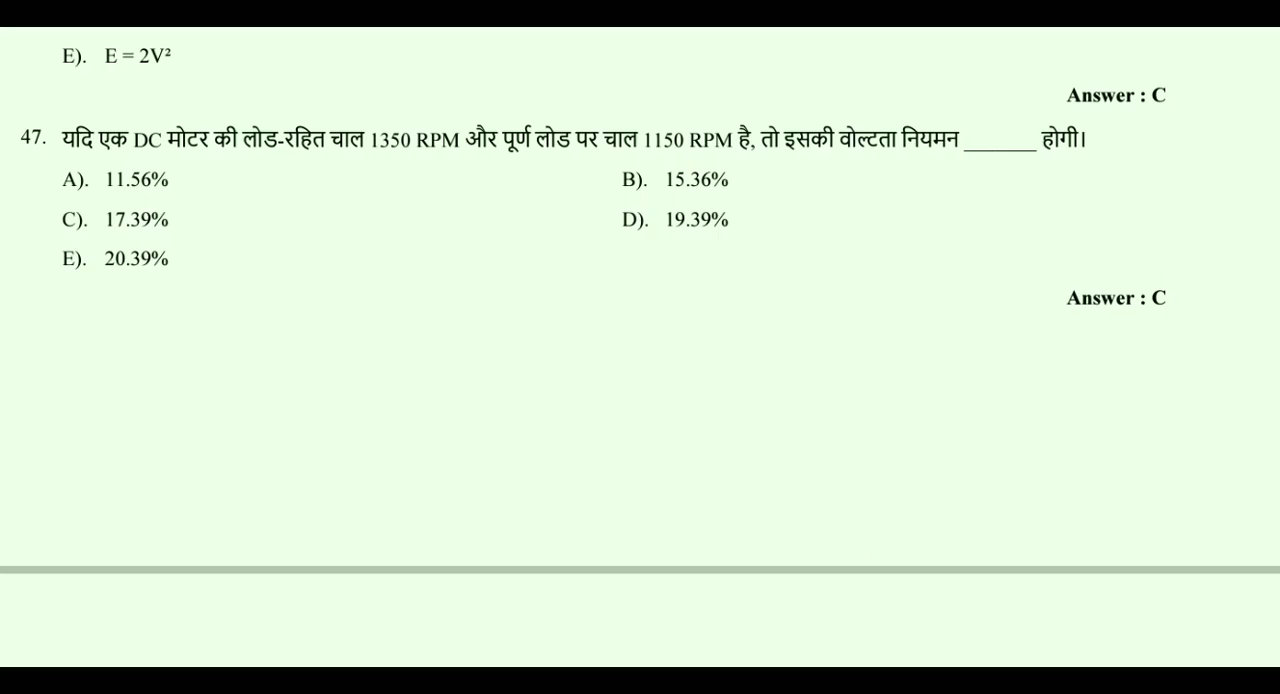 E). E = 2V²
Answer : C
47. यदि एक DC मोटर की लोड-रहित चाल 1350 RPM और पूर्ण लोड पर चाल 1150 RPM है, तो इसकी वोल्टता नियमन _______ होगी।
A). 11.56% B). 15.36%
C). 17.39% D). 19.39%
E). 20.39%
Answer : C